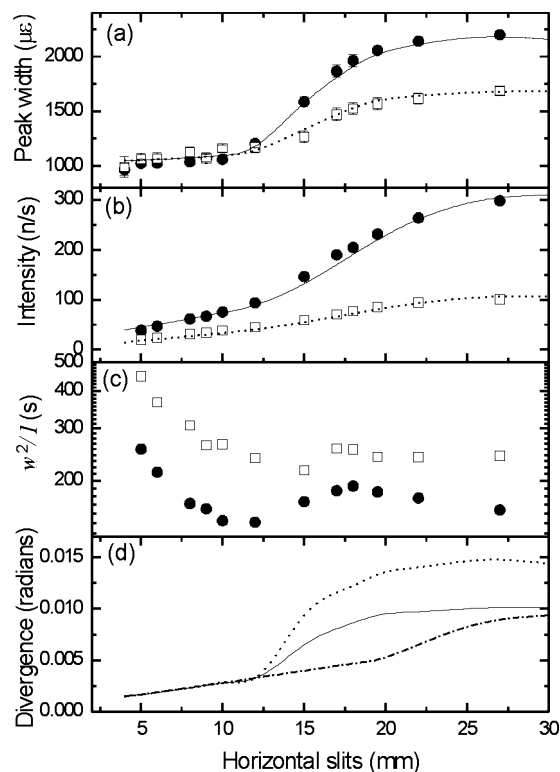 (a)
Peak width (με)
2000
1500
1000
(b)
Intensity (n/s)
300
200
100
0
(c)
w²/I (s)
500
400
300
200
(d)
Divergence (radians)
0.015
0.010
0.005
0.000
5 10 15 20 25 30
Horizontal slits (mm)